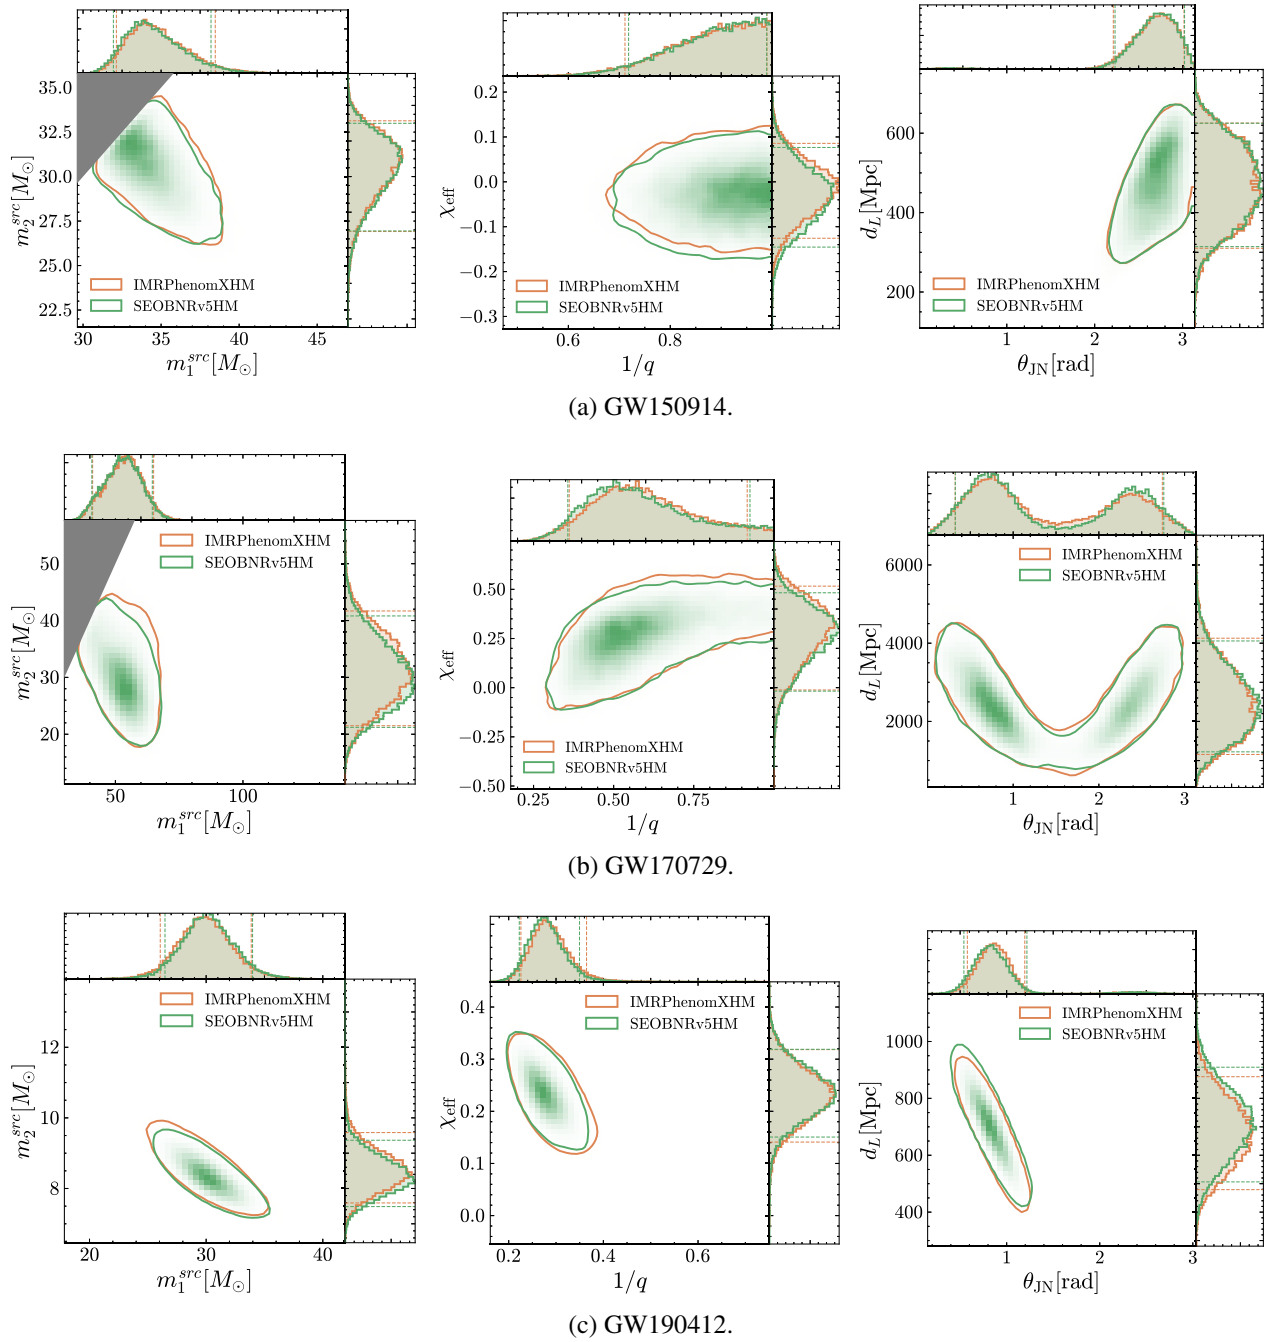 35.0
32.5
30.0
27.5
25.0
22.5
m_2^{src}[M_⊙]
IMRPhenomXHM
SEOBNRv5HM
30 35 40 45
m_1^{src}[M_⊙]
0.2
0.1
0.0
−0.1
−0.2
−0.3
χ_eff
IMRPhenomXHM
SEOBNRv5HM
0.6 0.8
1/q
600
400
200
d_L[Mpc]
IMRPhenomXHM
SEOBNRv5HM
1 2 3
θ_JN[rad]
(a) GW150914.
50
40
30
20
m_2^{src}[M_⊙]
IMRPhenomXHM
SEOBNRv5HM
50 100
m_1^{src}[M_⊙]
0.50
0.25
0.00
−0.25
−0.50
χ_eff
IMRPhenomXHM
SEOBNRv5HM
0.25 0.50 0.75
1/q
6000
4000
2000
d_L[Mpc]
IMRPhenomXHM
SEOBNRv5HM
1 2 3
θ_JN[rad]
(b) GW170729.
12
10
8
m_2^{src}[M_⊙]
IMRPhenomXHM
SEOBNRv5HM
20 30 40
m_1^{src}[M_⊙]
0.4
0.3
0.2
0.1
0.0
χ_eff
IMRPhenomXHM
SEOBNRv5HM
0.2 0.4 0.6
1/q
1000
800
600
400
d_L[Mpc]
IMRPhenomXHM
SEOBNRv5HM
1 2 3
θ_JN[rad]
(c) GW190412.